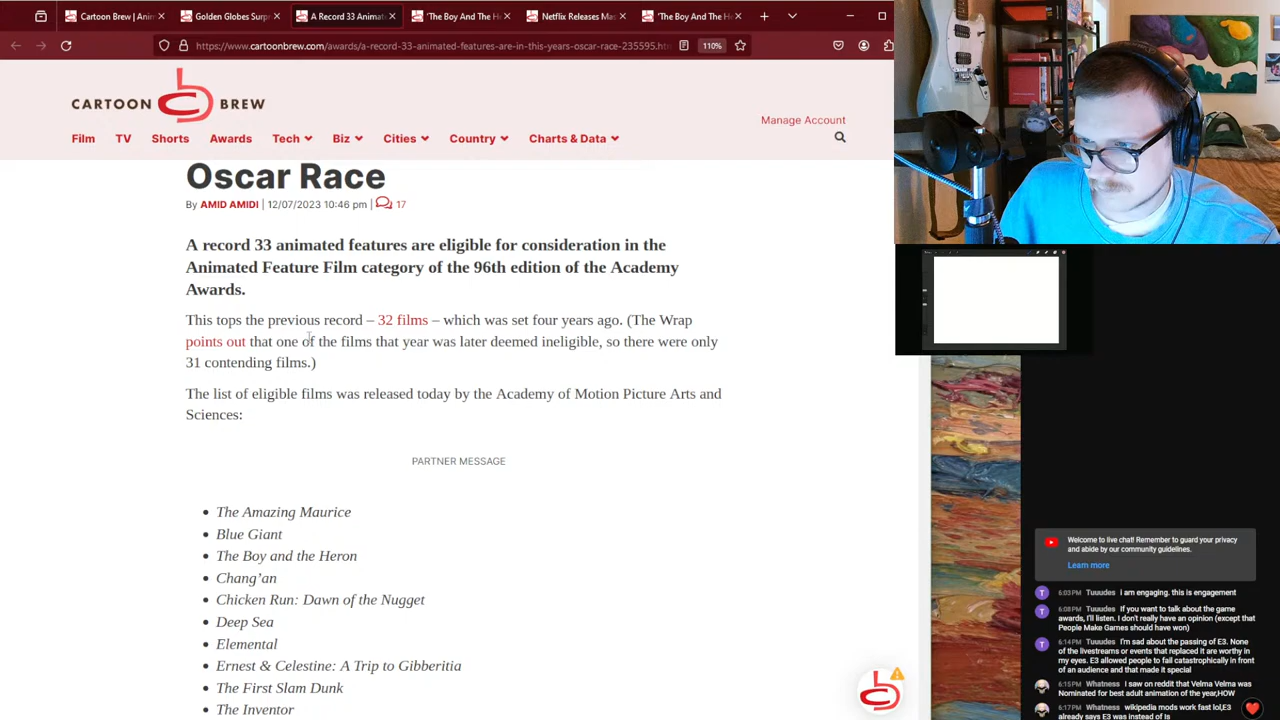 Cartoon Brew | Anim
Golden Globes Surp
A Record 33 Animat
'The Boy And The He
Netflix Releases Ma
'The Boy And The H
https://www.cartoonbrew.com/awards/a-record-33-animated-features-are-in-this-years-oscar-race-235595.ht
110%
CARTOON BREW
Manage Account
Film TV Shorts Awards Tech Biz Cities Country Charts & Data
Oscar Race
By AMID AMIDI | 12/07/2023 10:46 pm | 17
A record 33 animated features are eligible for consideration in the
Animated Feature Film category of the 96th edition of the Academy
Awards.
This tops the previous record – 32 films – which was set four years ago. (The Wrap
points out that one of the films that year was later deemed ineligible, so there were only
31 contending films.)
The list of eligible films was released today by the Academy of Motion Picture Arts and
Sciences:
PARTNER MESSAGE
The Amazing Maurice
Blue Giant
The Boy and the Heron
Chang’an
Chicken Run: Dawn of the Nugget
Deep Sea
Elemental
Ernest & Celestine: A Trip to Gibberitia
The First Slam Dunk
The Inventor
Welcome to live chat! Remember to guard your privacy
and abide by our community guidelines.
Learn more
T 6:03 PM Tuuudes i am engaging. this is engagement
T 6:08 PM Tuuudes If you want to talk about the game
awards, I'll listen. I don't really have an opinion (except that
People Make Games should have won)
T 6:14 PM Tuuudes I'm sad about the passing of E3. None
of the livestreams or events that replaced it are worthy in
my eyes. E3 allowed people to fail catastrophically in front
of an audience and that made it special
6:15 PM Whatness I saw on reddit that Velma Velma was
Nominated for best adult animation of the year,HOW
6:17 PM Whatness wikipedia mods work fast lol,E3
already says E3 was instead of Is